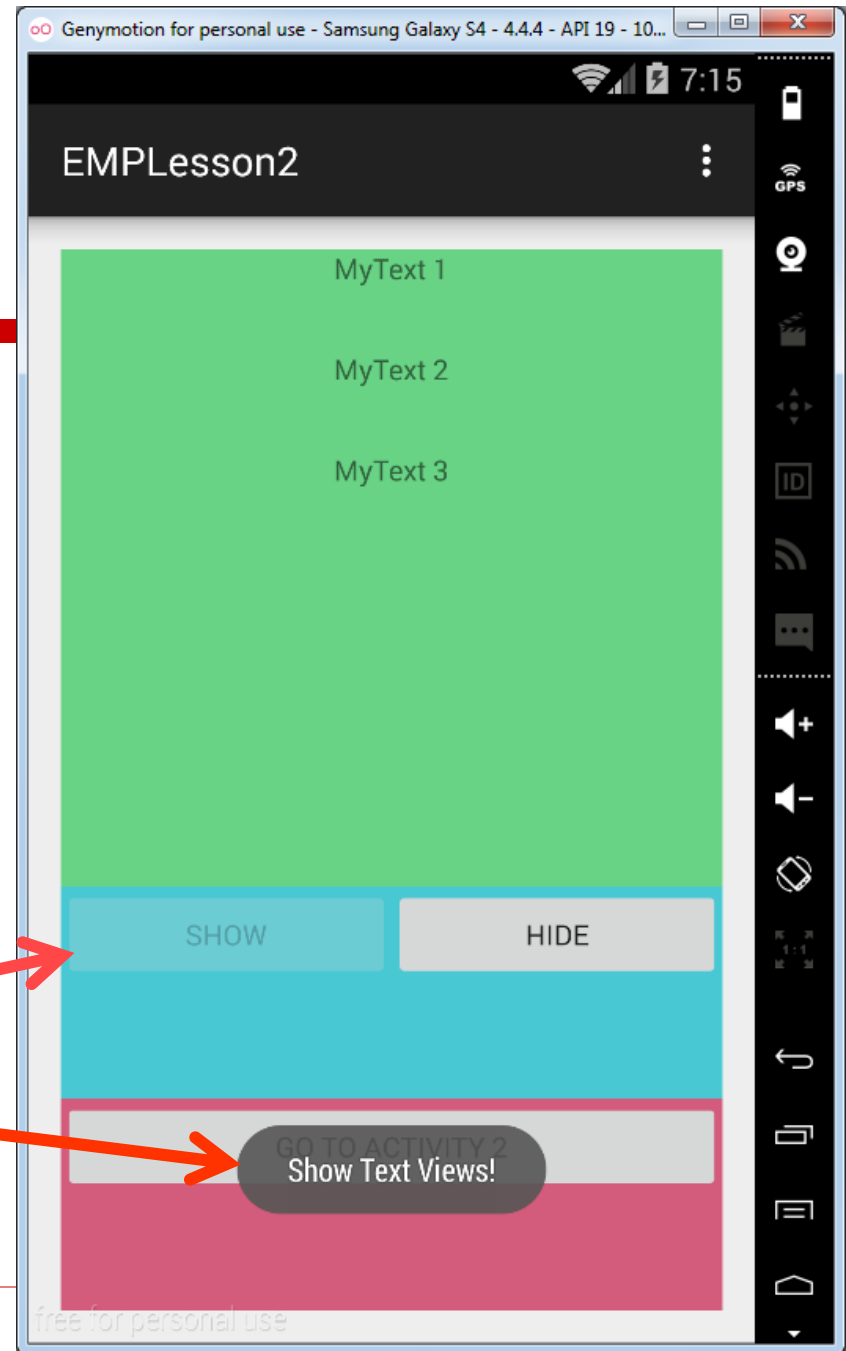 Genymotion for personal use - Samsung Galaxy S4 - 4.4.4 - API 19 - 10...
7:15
EMPLesson2
GPS
MyText 1
MyText 2
MyText 3
ID
+
-
SHOW
HIDE
1:1
GO TO ACTIVITY 2
Show Text Views!
free for personal use